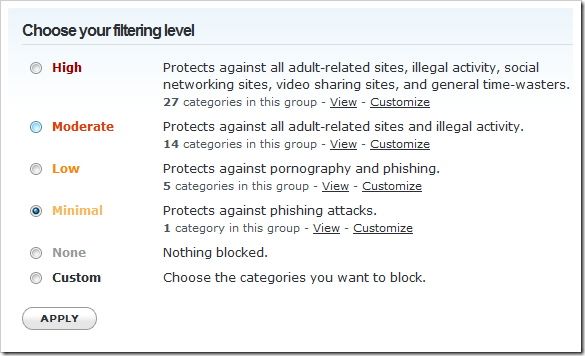 Choose your filtering level
High
Protects against all adult-related sites, illegal activity, social
networking sites, video sharing sites, and general time-wasters.
27 categories in this group - View - Customize
Moderate
Protects against all adult-related sites and illegal activity.
14 categories in this group - View - Customize
Low
Protects against pornography and phishing.
5 categories in this group - View - Customize
Minimal
Protects against phishing attacks.
1 category in this group - View - Customize
None
Nothing blocked.
Custom
Choose the categories you want to block.
APPLY